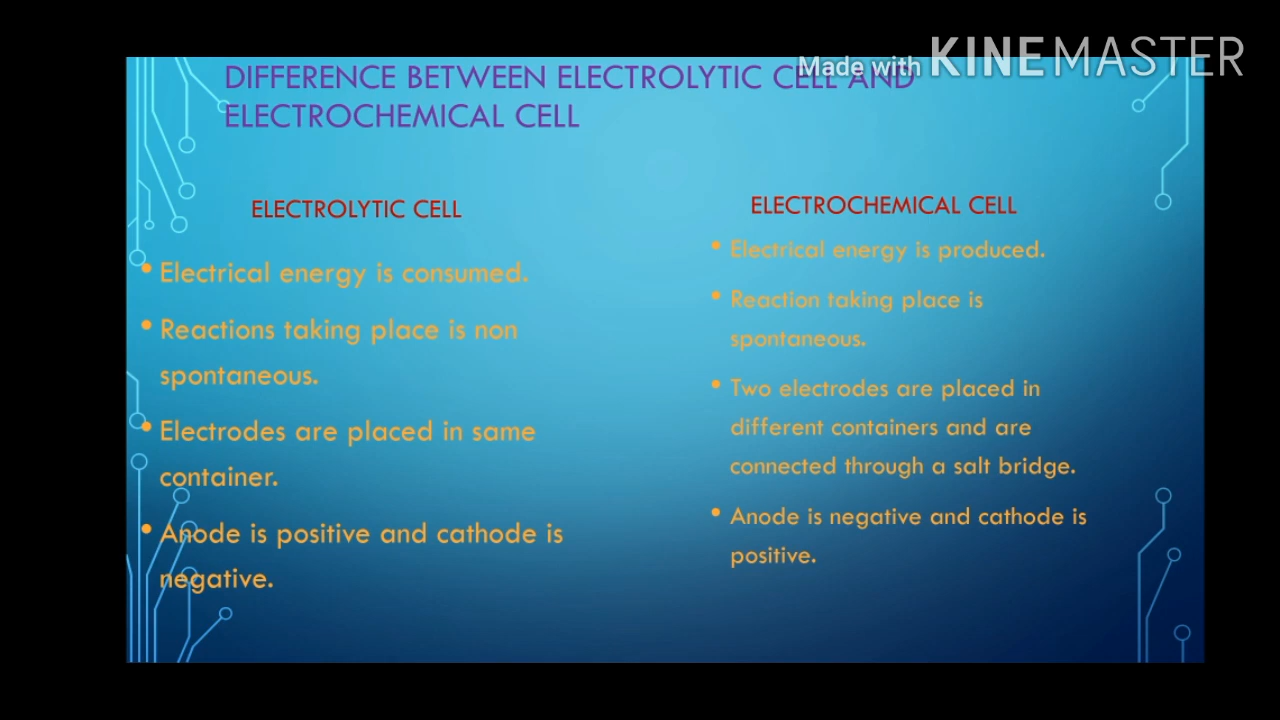 Made with KINEMASTER
DIFFERENCE BETWEEN ELECTROLYTIC CELL AND
ELECTROCHEMICAL CELL
ELECTROLYTIC CELL
• Electrical energy is consumed.
• Reactions taking place is non
spontaneous.
• Electrodes are placed in same
container.
• Anode is positive and cathode is
negative.
ELECTROCHEMICAL CELL
• Electrical energy is produced.
• Reaction taking place is
spontaneous.
• Two electrodes are placed in
different containers and are
connected through a salt bridge.
• Anode is negative and cathode is
positive.